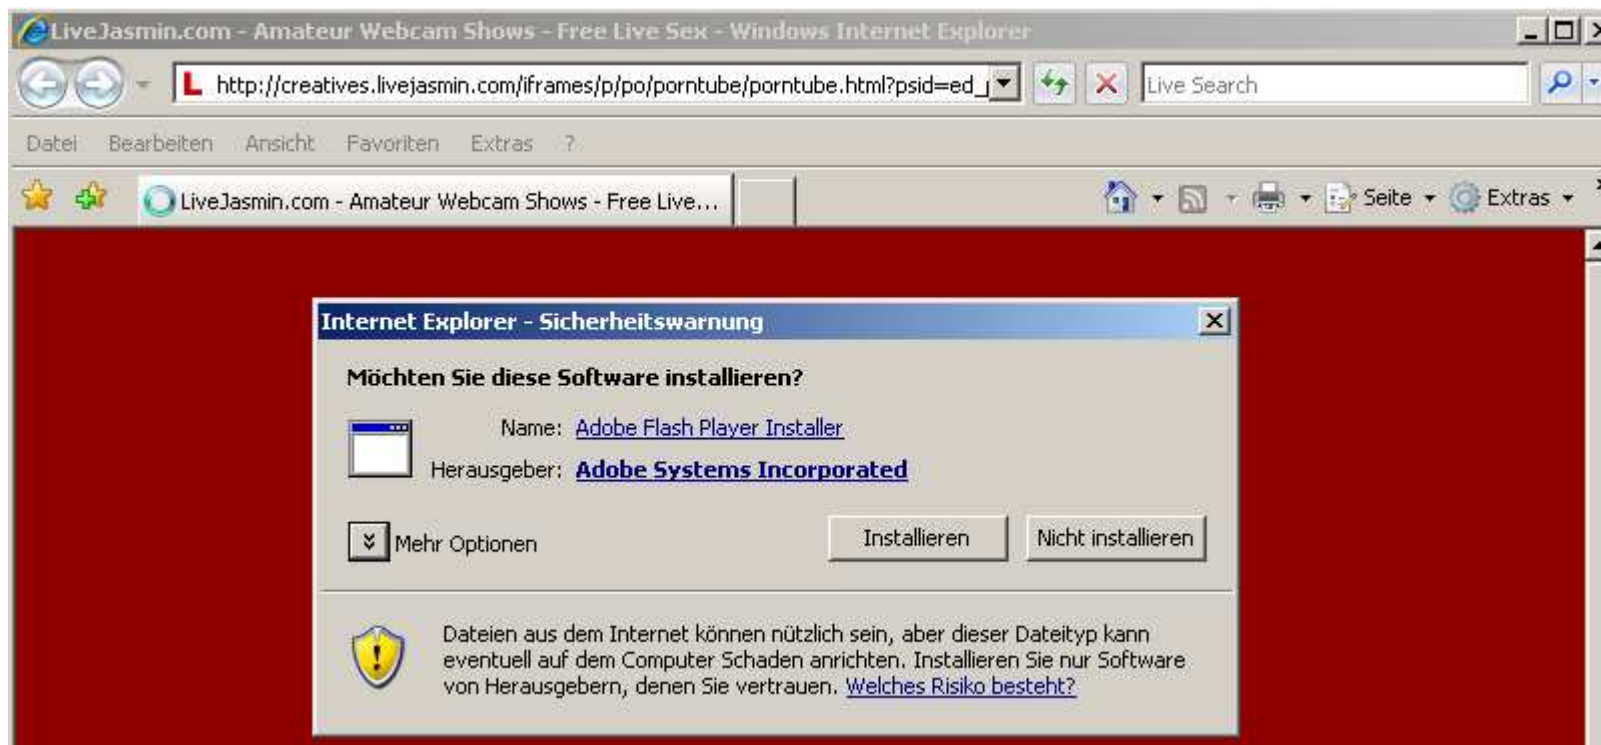 LiveJasmin.com - Amateur Webcam Shows - Free Live Sex - Windows Internet Explorer
L http://creatives.livejasmin.com/iframes/p/po/porntube/porntube.html?psid=ed_ Live Search
Datei Bearbeiten Ansicht Favoriten Extras ?
LiveJasmin.com - Amateur Webcam Shows - Free Live... Seite Extras
Internet Explorer - Sicherheitswarnung
Möchten Sie diese Software installieren?
Name: Adobe Flash Player Installer
Herausgeber: Adobe Systems Incorporated
Mehr Optionen Installieren Nicht installieren
Dateien aus dem Internet können nützlich sein, aber dieser Dateityp kann
eventuell auf dem Computer Schaden anrichten. Installieren Sie nur Software
von Herausgebern, denen Sie vertrauen. Welches Risiko besteht?